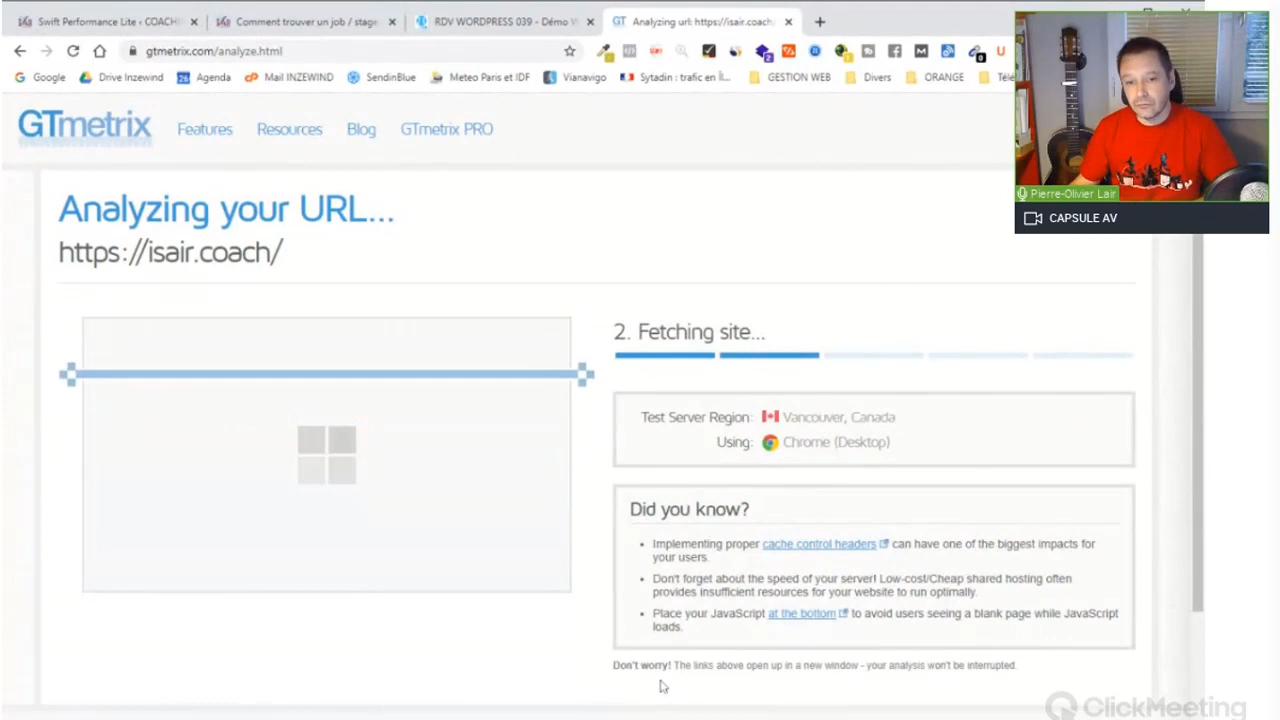 Swift Performance Lite ‹ COACHI
Comment trouver un job / stage
RDV WORDPRESS 039 - Démo W
Analyzing url: https://isair.coach/
gtmetrix.com/analyze.html
Google
Drive Inzewind
Agenda
Mail INZEWIND
SendinBlue
Meteo Paris et IDF
Vianavigo
Sytadin : trafic en Î...
GESTION WEB
Divers
ORANGE
GTmetrix
Features
Resources
Blog
GTmetrix PRO
Pierre-Olivier Lair
CAPSULE AV
Analyzing your URL...
https://isair.coach/
2. Fetching site...
Test Server Region: Vancouver, Canada
Using: Chrome (Desktop)
Did you know?
• Implementing proper cache control headers can have one of the biggest impacts for
your users.
• Don't forget about the speed of your server! Low-cost/Cheap shared hosting often
provides insufficient resources for your website to run optimally.
• Place your JavaScript at the bottom to avoid users seeing a blank page while JavaScript
loads.
Don't worry! The links above open up in a new window - your analysis won't be interrupted.
ClickMeeting